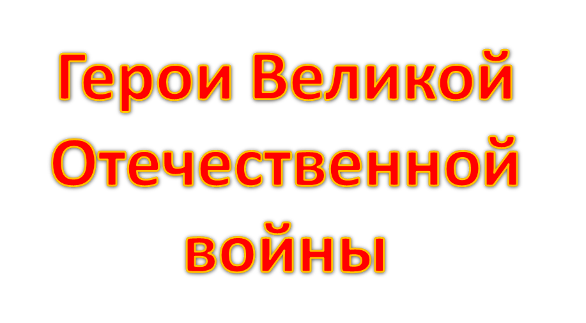 Герои Великой
Отечественной
войны